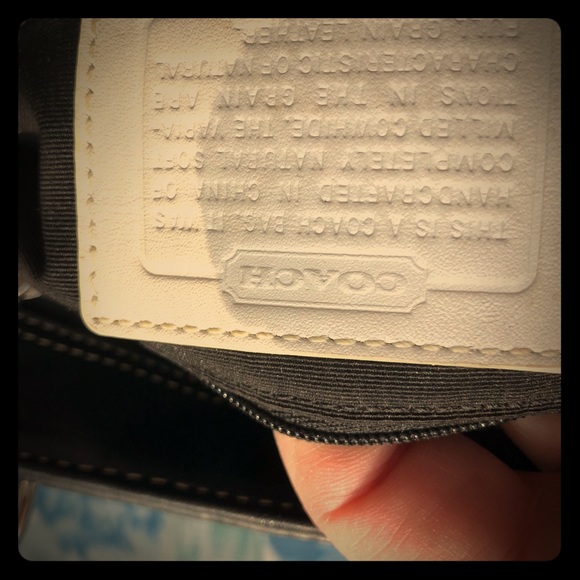 COACH
THIS IS A COACH BAG. IT WAS
HANDCRAFTED IN CHINA OF
COMPLETELY NATURAL SOFT
MILLED COWHIDE. THE VARIA-
TIONS IN THE GRAIN ARE
CHARACTERISTIC OF NATURAL
FULL GRAIN LEATHER.